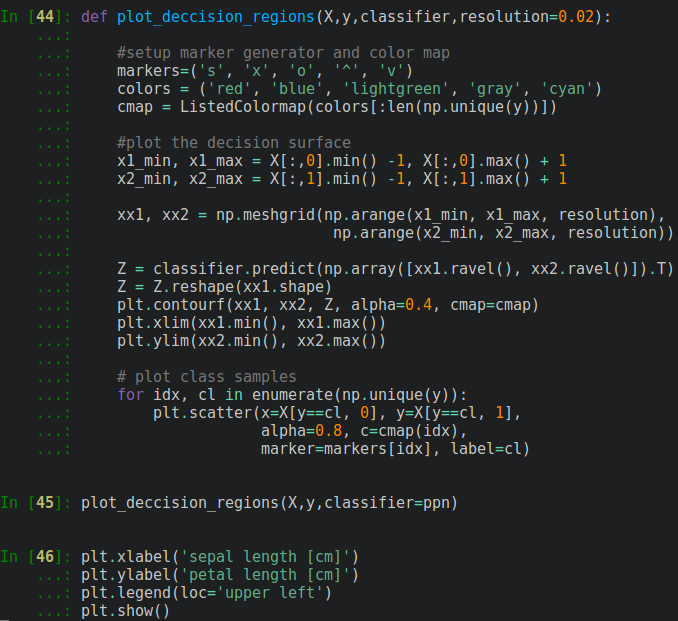 In [44]: def plot_deccision_regions(X,y,classifier,resolution=0.02):
    ...:
    ...:     #setup marker generator and color map
    ...:     markers=('s', 'x', 'o', '^', 'v')
    ...:     colors = ('red', 'blue', 'lightgreen', 'gray', 'cyan')
    ...:     cmap = ListedColormap(colors[:len(np.unique(y))])
    ...:
    ...:     #plot the decision surface
    ...:     x1_min, x1_max = X[:,0].min() -1, X[:,0].max() + 1
    ...:     x2_min, x2_max = X[:,1].min() -1, X[:,1].max() + 1
    ...:
    ...:     xx1, xx2 = np.meshgrid(np.arange(x1_min, x1_max, resolution),
    ...:                             np.arange(x2_min, x2_max, resolution))
    ...:
    ...:     Z = classifier.predict(np.array([xx1.ravel(), xx2.ravel()]).T)
    ...:     Z = Z.reshape(xx1.shape)
    ...:     plt.contourf(xx1, xx2, Z, alpha=0.4, cmap=cmap)
    ...:     plt.xlim(xx1.min(), xx1.max())
    ...:     plt.ylim(xx2.min(), xx2.max())
    ...:
    ...:     # plot class samples
    ...:     for idx, cl in enumerate(np.unique(y)):
    ...:         plt.scatter(x=X[y==cl, 0], y=X[y==cl, 1],
    ...:                     alpha=0.8, c=cmap(idx),
    ...:                     marker=markers[idx], label=cl)
In [45]: plot_deccision_regions(X,y,classifier=ppn)
In [46]: plt.xlabel('sepal length [cm]')
    ...: plt.ylabel('petal length [cm]')
    ...: plt.legend(loc='upper left')
    ...: plt.show()